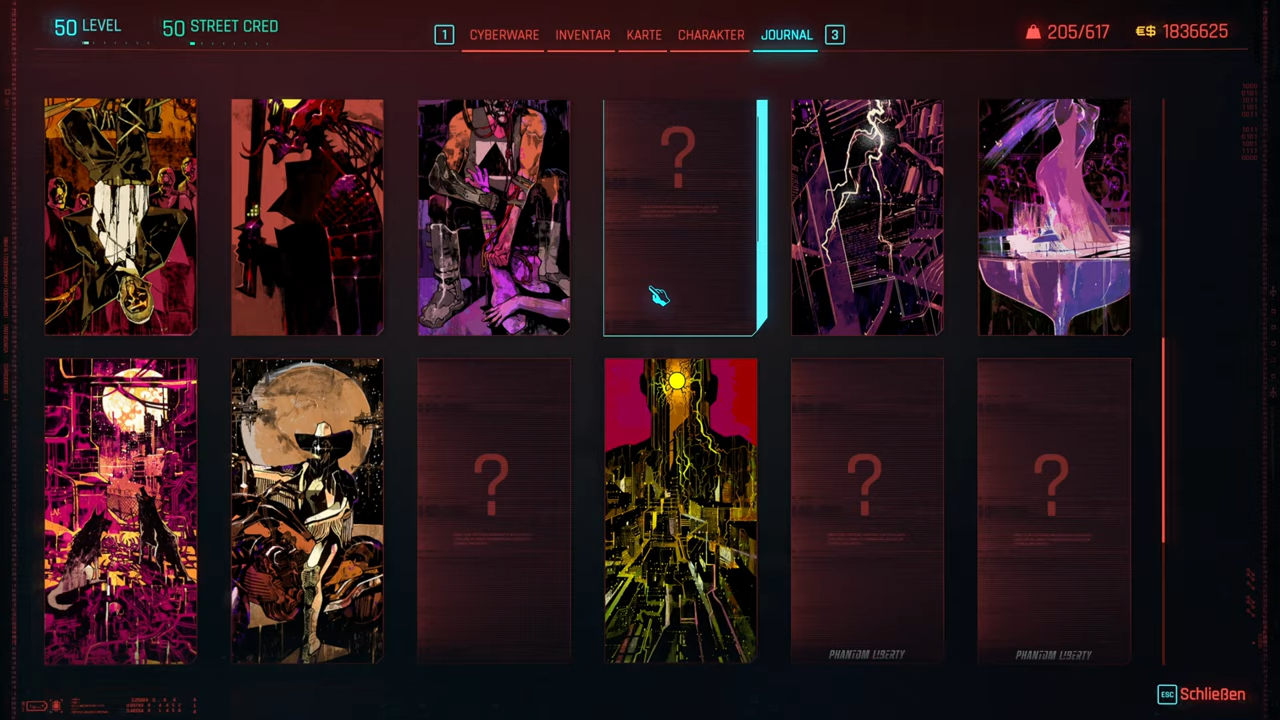 50 LEVEL
50 STREET CRED
1 CYBERWARE INVENTAR KARTE CHARAKTER JOURNAL 3
205/617
€$ 1836625
?
? ? ?
PHANTOM LIBERTY PHANTOM LIBERTY
ESC Schließen